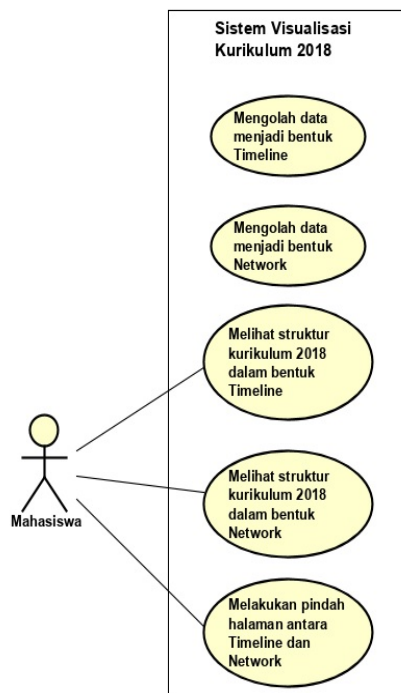 Sistem Visualisasi
Kurikulum 2018
Mengolah data
menjadi bentuk
Timeline
Mengolah data
menjadi bentuk
Network
Melihat struktur
kurikulum 2018
dalam bentuk
Timeline
Mahasiswa
Melihat struktur
kurikulum 2018
dalam bentuk
Network
Melakukan pindah
halaman antara
Timeline dan
Network